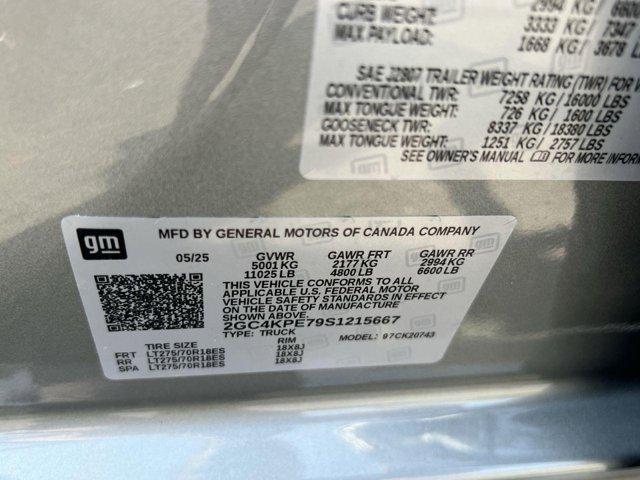 2994 KG / 6600
CURB WEIGHT: 3333 KG / 7347
MAX PAYLOAD: 1668 KG / 3678 LB
SAE J2807 TRAILER WEIGHT RATING (TWR) FOR V
CONVENTIONAL TWR: 7258 KG/16000 LBS
MAX TONGUE WEIGHT: 726 KG / 1600 LBS
GOOSENECK TWR: 8337 KG/18380 LBS
MAX TONGUE WEIGHT: 1251 KG / 2757 LBS
SEE OWNER'S MANUAL FOR MORE INFORM
gm
MFD BY GENERAL MOTORS OF CANADA COMPANY
05/25 GVWR GAWR FRT GAWR RR
5001 KG 2177 KG 2994 KG
11025 LB 4800 LB 6600 LB
THIS VEHICLE CONFORMS TO ALL
APPLICABLE U.S. FEDERAL MOTOR
VEHICLE SAFETY STANDARDS IN EFFECT
ON THE DATE OF MANUFACTURE
SHOWN ABOVE.
2GC4KPE79S1215667
TYPE: TRUCK MODEL: 97CK20743
TIRE SIZE RIM
FRT LT275/70R18ES 18X8J
RR LT275/70R18ES 18X8J
SPA LT275/70R18ES 18X8J